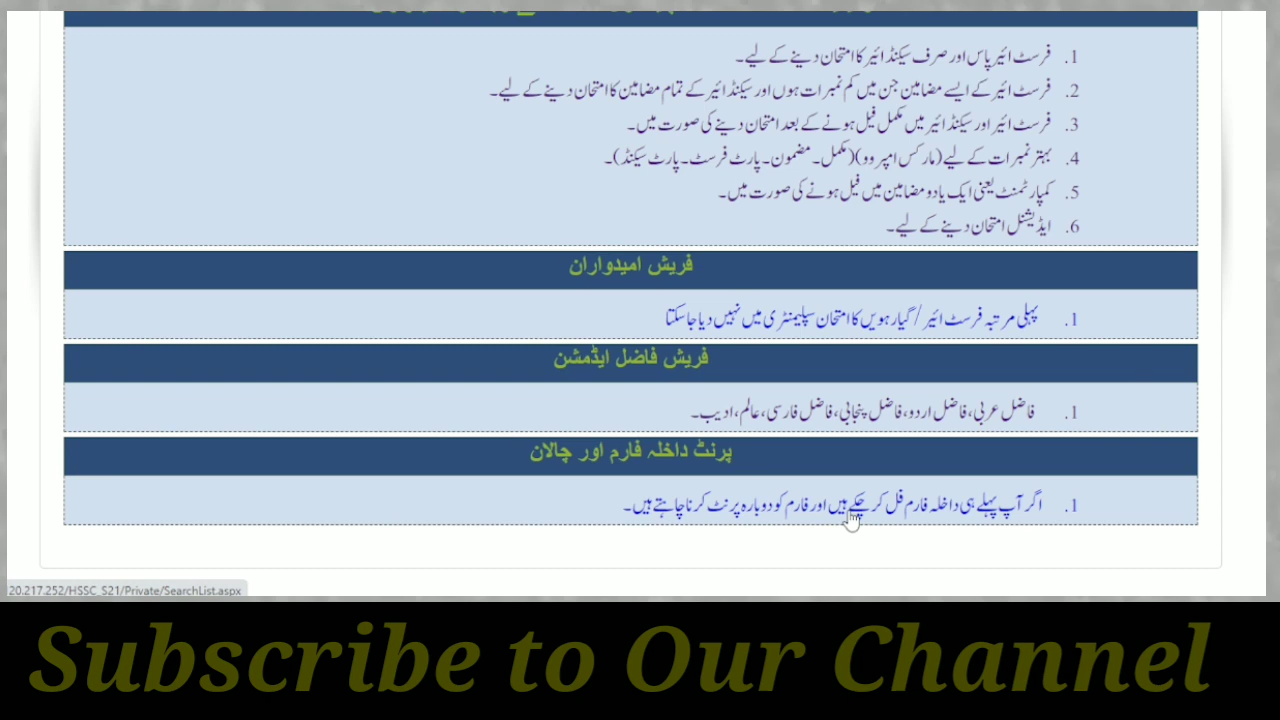 1. فرسٹ ائیر پاس اور صرف سیکنڈ ائیر کا امتحان دینے کے لیے۔
2. فرسٹ ائیر کے ایسے مضامین جن میں کم نمبرات ہوں اور سیکنڈ ائیر کے تمام مضامین کا امتحان دینے کے لیے۔
3. فرسٹ ائیر اور سیکنڈ ائیر میں مکمل فیل ہونے کے بعد امتحان دینے کی صورت میں۔
4. بہتر نمبرات کے لیے (مارکس امپروو)(مکمل۔ مضمون۔ پارٹ فرسٹ۔ پارٹ سیکنڈ)۔
5. کمپارٹمنٹ یعنی ایک یا دو مضامین میں فیل ہونے کی صورت میں۔
6. ایڈیشنل امتحان دینے کے لیے۔
فریش امیدواران
1. پہلی مرتبہ فرسٹ ائیر / گیارہویں کا امتحان سپلیمنٹری میں نہیں دیا جا سکتا
فریش فاضل ایڈمشن
1. فاضل عربی، فاضل اردو، فاضل پنجابی، فاضل فارسی، عالم، ادیب۔
پرنٹ داخلہ فارم اور چالان
1. اگر آپ پہلے ہی داخلہ فارم فل کر چکے ہیں اور فارم کو دوبارہ پرنٹ کرنا چاہتے ہیں۔
20.217.252/HSSC_S21/Private/SearchList.aspx
Subscribe to Our Channel